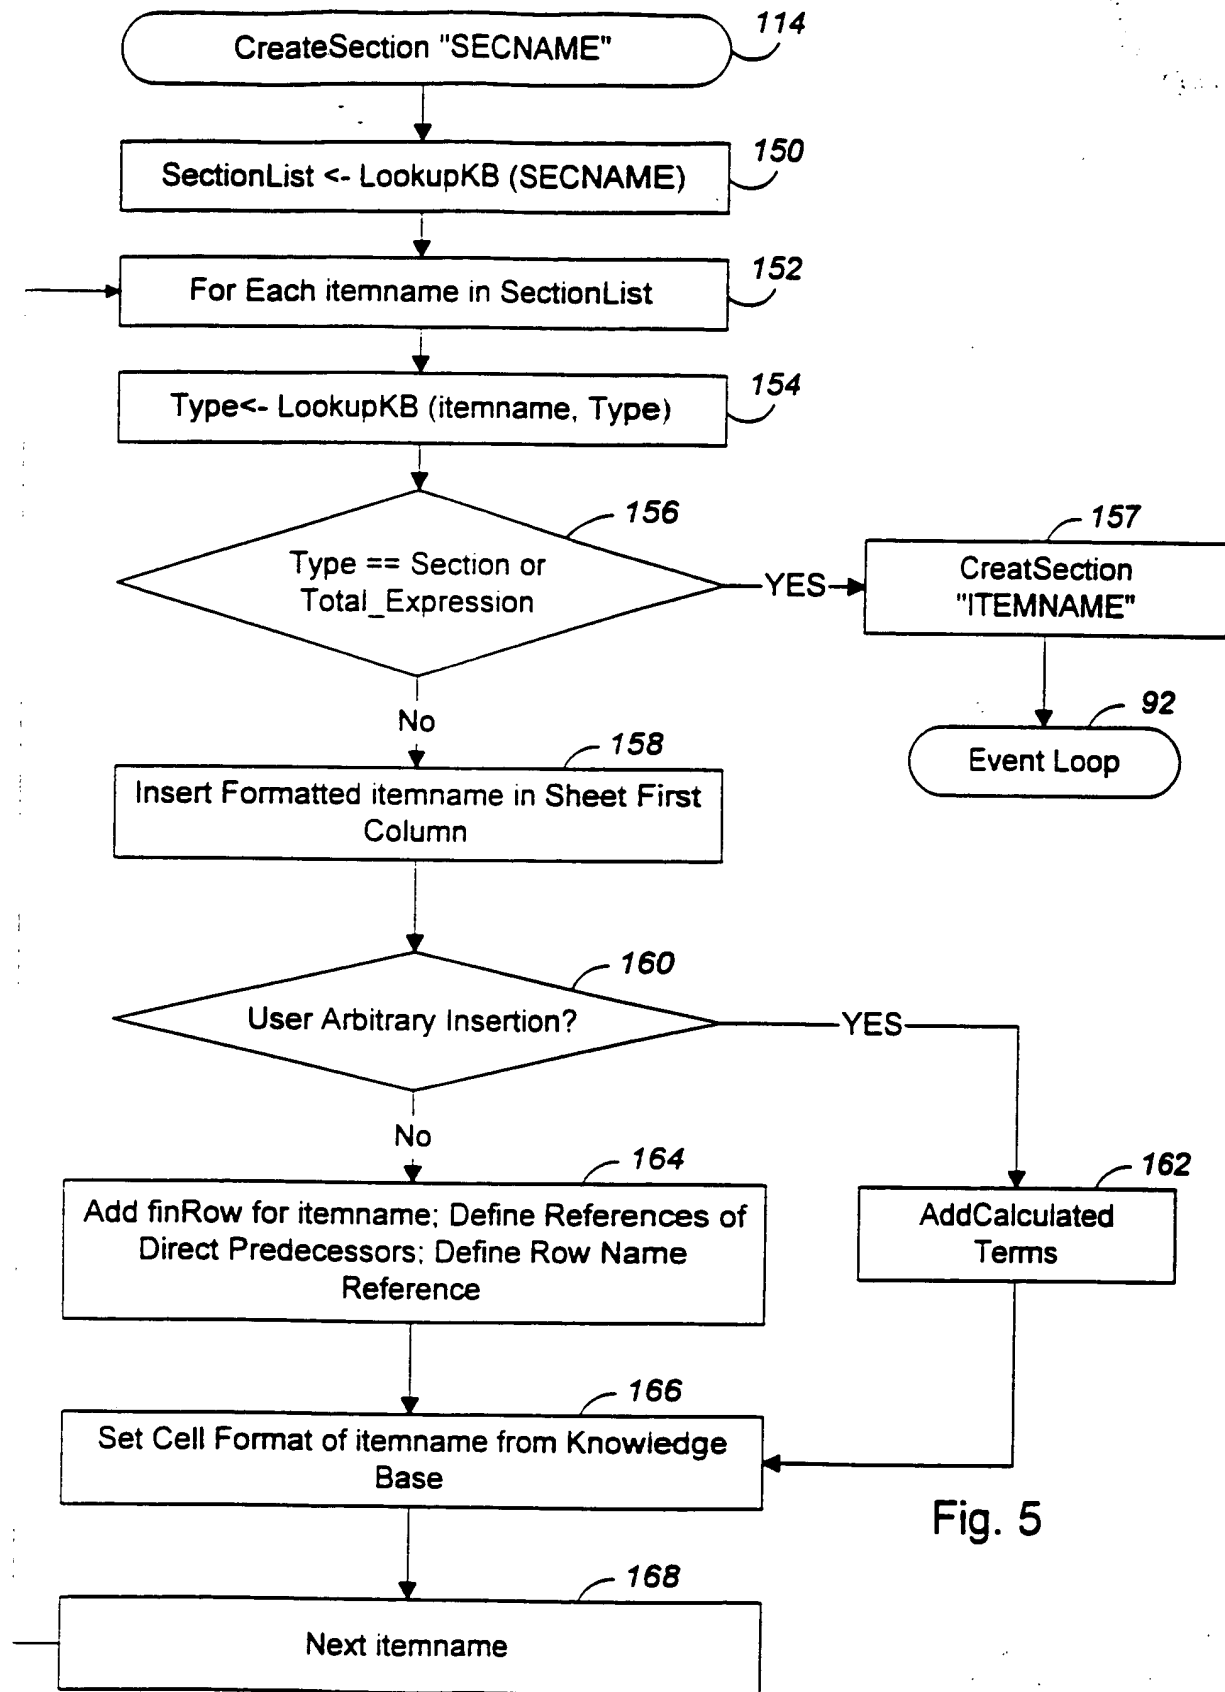 CreateSection "SECNAME"
114
SectionList <- LookupKB (SECNAME)
150
For Each itemname in SectionList
152
Type<- LookupKB (itemname, Type)
154
Type == Section or
Total_Expression
156
YES
CreatSection
"ITEMNAME"
157
Event Loop
92
No
Insert Formatted itemname in Sheet First
Column
158
User Arbitrary Insertion?
160
YES
AddCalculated
Terms
162
No
Add finRow for itemname; Define References of
Direct Predecessors; Define Row Name
Reference
164
Set Cell Format of itemname from Knowledge
Base
166
Next itemname
168
Fig. 5